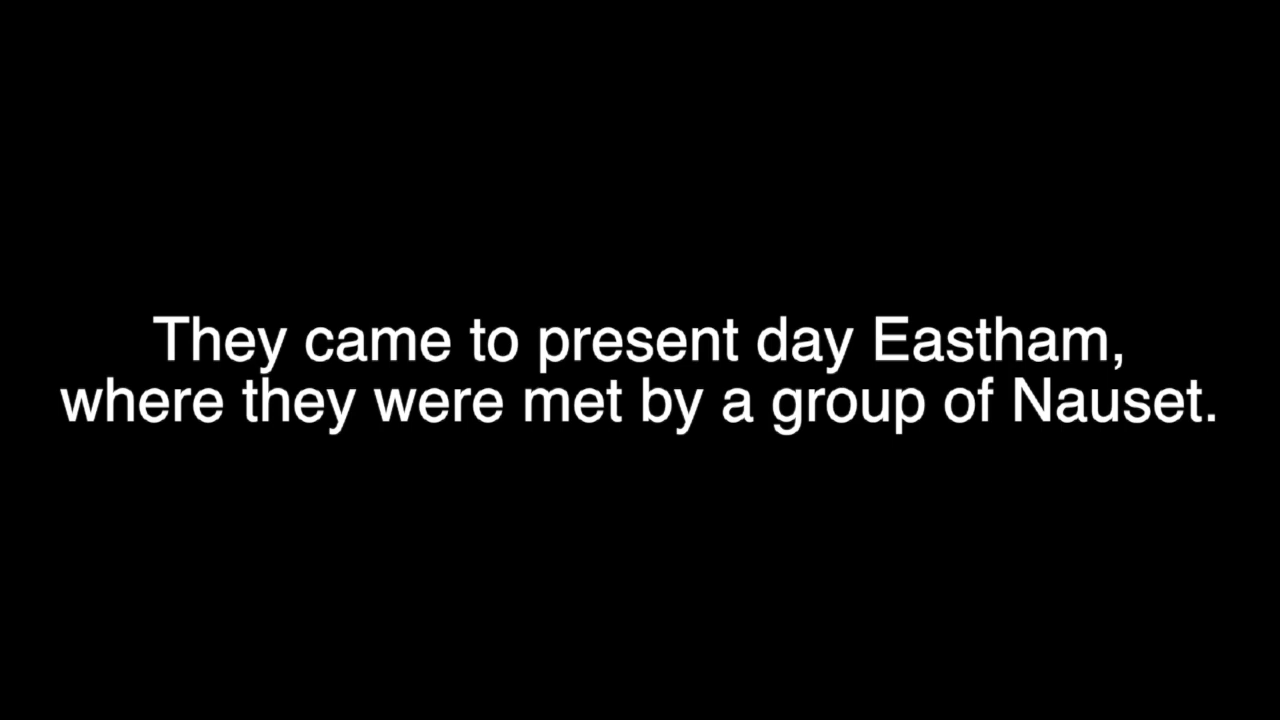 They came to present day Eastham,
where they were met by a group of Nauset.